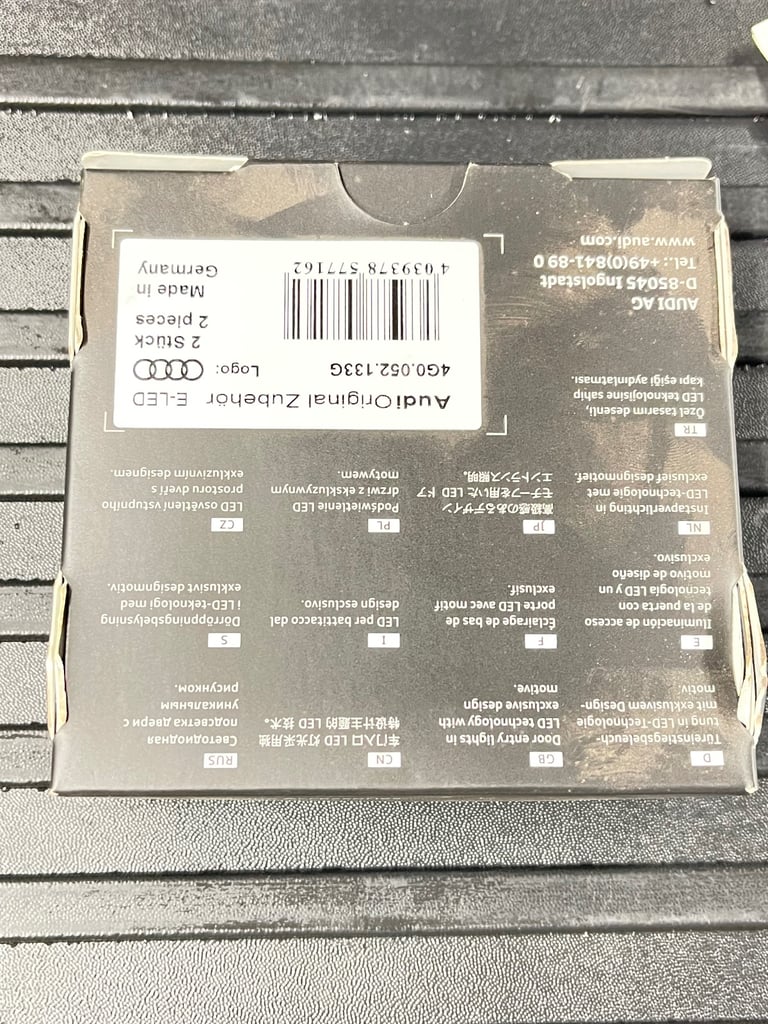 D
Türeinstiegsbeleuch-
tung in LED-Technologie
mit exklusivem Design-
motiv.
GB
Door entry lights in
LED technology with
exclusive design
motive.
CN
车门入口 LED 灯光采用独
特设计主题的 LED 技术。
RUS
Светодиодная
подсветка двери с
уникальным
рисунком.
E
Iluminación de acceso
de la puerta con
tecnología LED y un
motivo de diseño
exclusivo.
F
Éclairage de bas de
porte LED avec motif
exclusif.
I
LED per battitacco dal
design esclusivo.
S
Dörröppningsbelysning
i LED-teknologi med
exklusivt designmotiv.
NL
Instapverlichting in
LED-technologie met
exclusief designmotief.
JP
高級感のあるデザイン
モチーフを用いた LED ドア
エントランス照明。
PL
Podświetlenie LED
drzwi z ekskluzywnym
motywem.
CZ
LED osvětlení vstupního
prostoru dveří s
exkluzivním designem.
TR
Özel tasarım desenli,
LED teknolojisine sahip
kapı eşiği aydınlatması.
AUDI AG
D-85045 Ingolstadt
Tel.: +49(0)841-89 0
www.audi.com
Audi Original Zubehör E-LED
4G0.052.133G Logo:
2 Stück
2 pieces
Made in
Germany
4 039378 577162